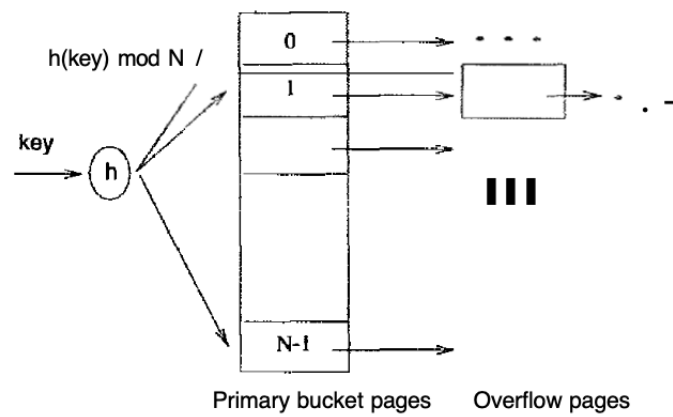 0
h(key) mod N /
1
key
h
N-1
Primary bucket pages Overflow pages